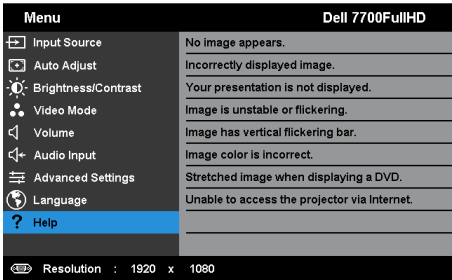 Menu Dell 7700FullHD
Input Source No image appears.
Auto Adjust Incorrectly displayed image.
Brightness/Contrast Your presentation is not displayed.
Video Mode Image is unstable or flickering.
Volume Image has vertical flickering bar.
Audio Input Image color is incorrect.
Advanced Settings Stretched image when displaying a DVD.
Language Unable to access the projector via Internet.
? Help
Resolution : 1920 x 1080